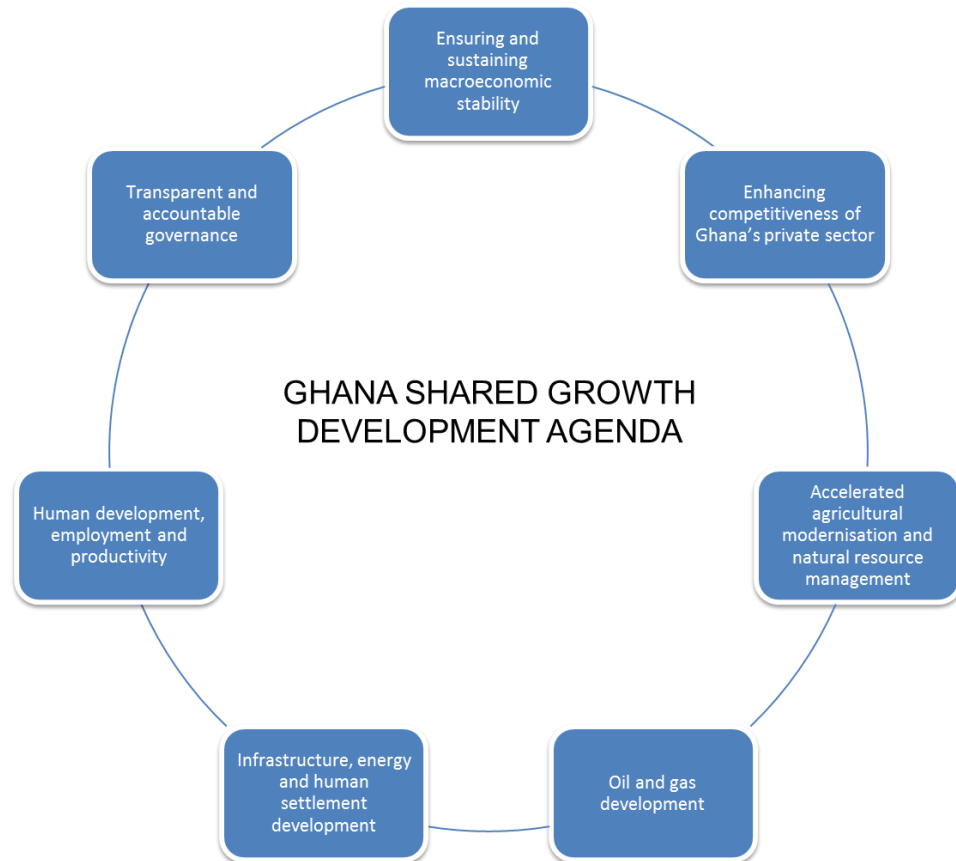 Ensuring and
sustaining
macroeconomic
stability
Enhancing
competitiveness of
Ghana’s private sector
Accelerated
agricultural
modernisation and
natural resource
management
Oil and gas
development
Infrastructure, energy
and human
settlement
development
Human development,
employment and
productivity
Transparent and
accountable
governance
GHANA SHARED GROWTH
DEVELOPMENT AGENDA